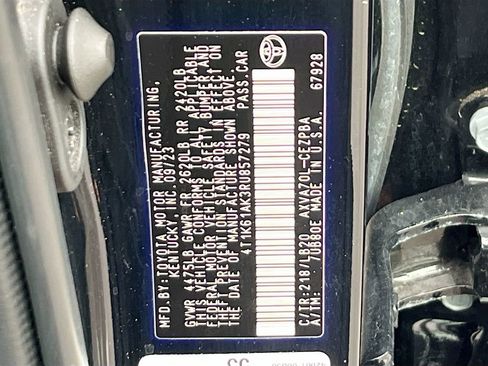 MFD.BY:TOYOTA MOTOR MANUFACTURING,
KENTUCKY, INC. 09/23
GVWR 4475LB GAWR FR 2620LB RR 2420LB
THIS VEHICLE CONFORMS TO ALL APPLICABLE
FEDERAL MOTOR VEHICLE SAFETY, BUMPER AND
THEFT PREVENTION STANDARDS IN EFFECT ON
THE DATE OF MANUFACTURE SHOWN ABOVE.
4T1K61AK3RU857279 PASS.CAR
C/TR:218/LB20 AXVA70L-CEZPBA
A/TM: /UB80E MADE IN U.S.A. 67928